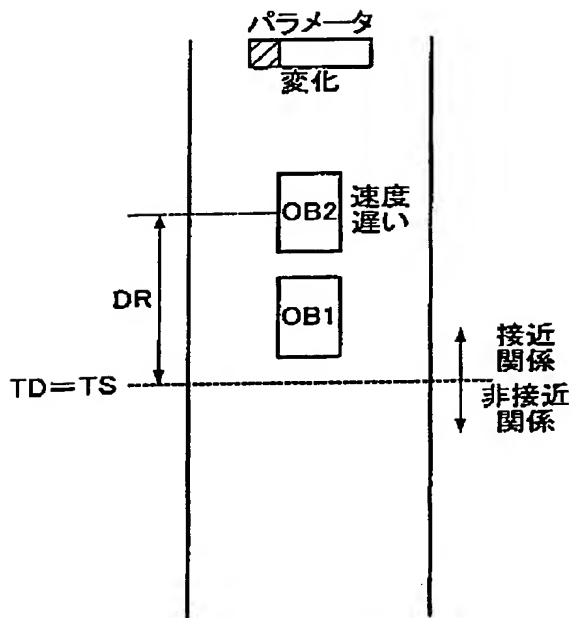 パラメータ
変化
OB2
速度
遅い
DR
OB1
接近
関係
TD=TS
非接近
関係